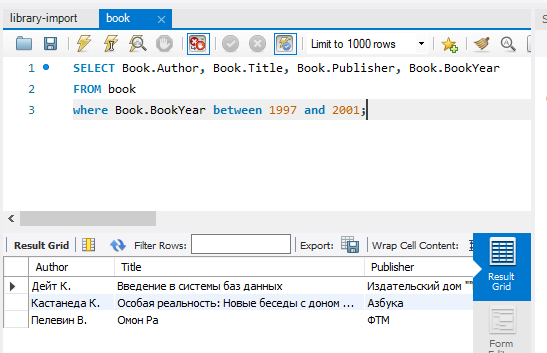 library-import book
Limit to 1000 rows
1 SELECT Book.Author, Book.Title, Book.Publisher, Book.BookYear
2 FROM book
3 where Book.BookYear between 1997 and 2001;
Result Grid Filter Rows: Export: Wrap Cell Content:
Author Title Publisher
Дейт К. Введение в системы баз данных Издательский дом "
Кастанеда К. Особая реальность: Новые беседы с доном ... Азбука
Пелевин В. Омон Ра ФТМ
Result
Grid
Form